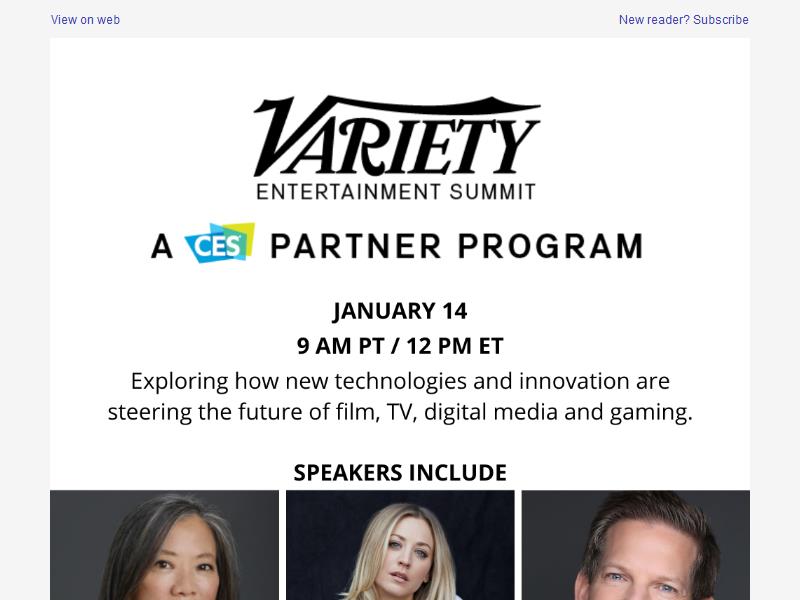 View on web
New reader? Subscribe
VARIETY
ENTERTAINMENT SUMMIT
A CES PARTNER PROGRAM
JANUARY 14
9 AM PT / 12 PM ET
Exploring how new technologies and innovation are
steering the future of film, TV, digital media and gaming.
SPEAKERS INCLUDE